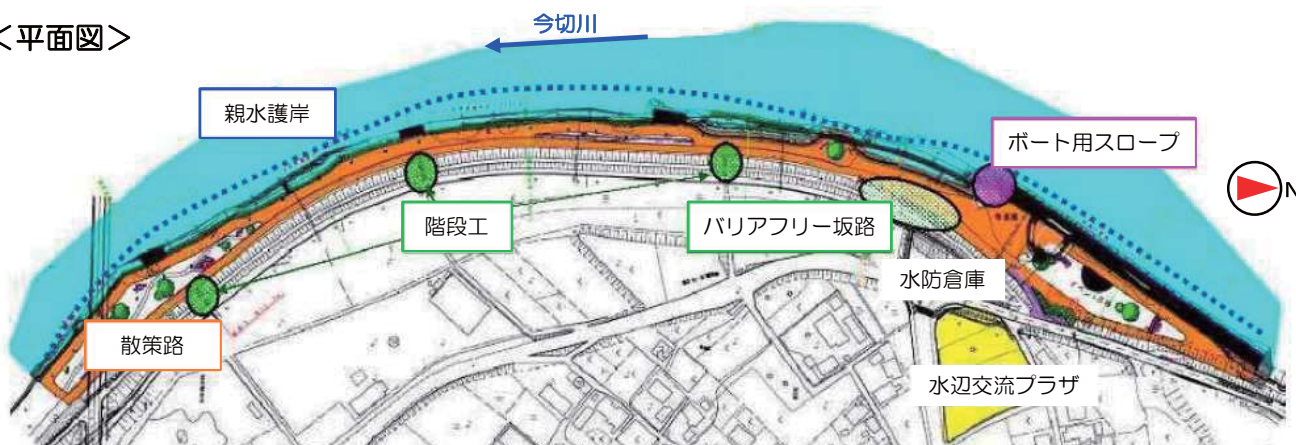 ＜平面図＞
今切川
親水護岸
ボート用スロープ
N
階段工
バリアフリー坂路
水防倉庫
散策路
水辺交流プラザ